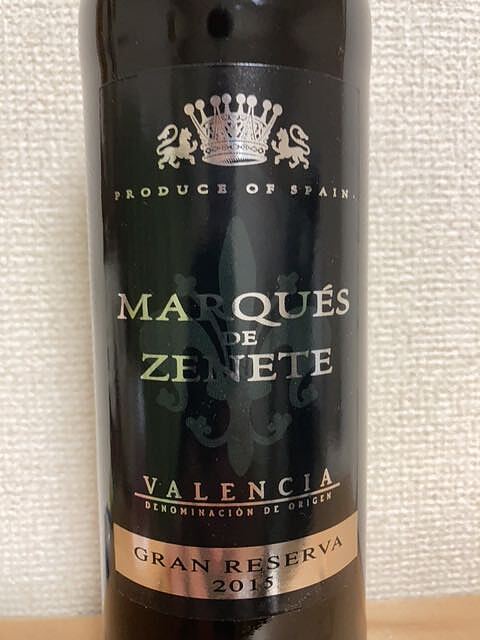 PRODUCE OF SPAIN
MARQUÉS
DE
ZENETE
VALENCIA
DENOMINACIÓN DE ORIGEN
GRAN RESERVA
2015